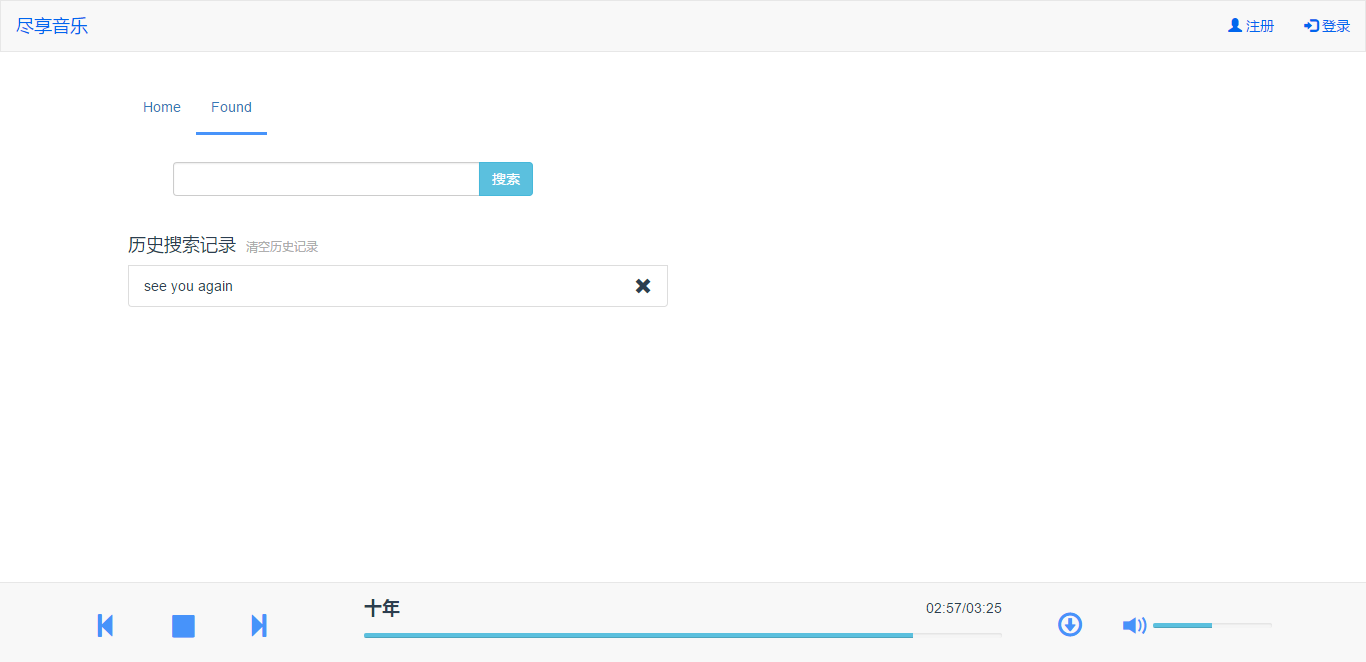 尽享音乐 注册 登录
Home Found
搜索
历史搜索记录 清空历史记录
see you again
十年 02:57/03:25